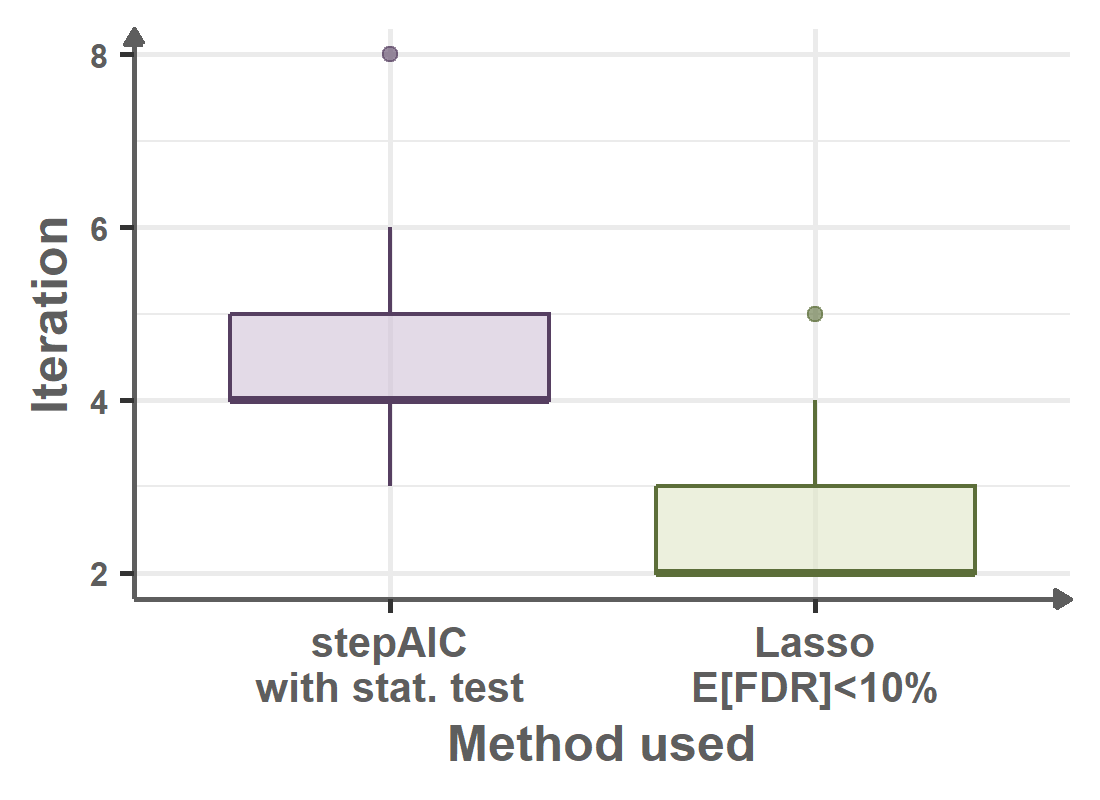 8
6
4
2
Iteration
stepAIC
with stat. test
Lasso
E[FDR]<10%
Method used